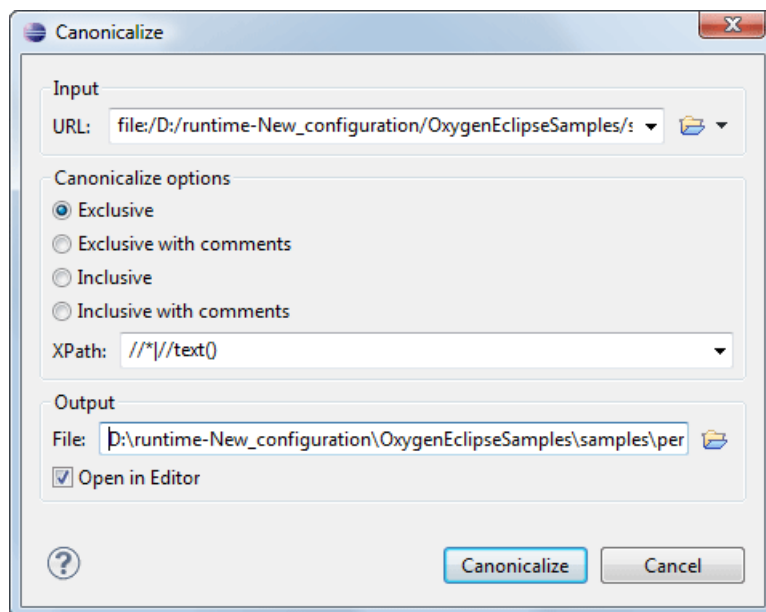 Canonicalize
Input
URL: file:/D:/runtime-New_configuration/OxygenEclipseSamples/s
Canonicalize options
Exclusive
Exclusive with comments
Inclusive
Inclusive with comments
XPath: //*|//text()
Output
File: D:\runtime-New_configuration\OxygenEclipseSamples\samples\per
Open in Editor
? Canonicalize Cancel